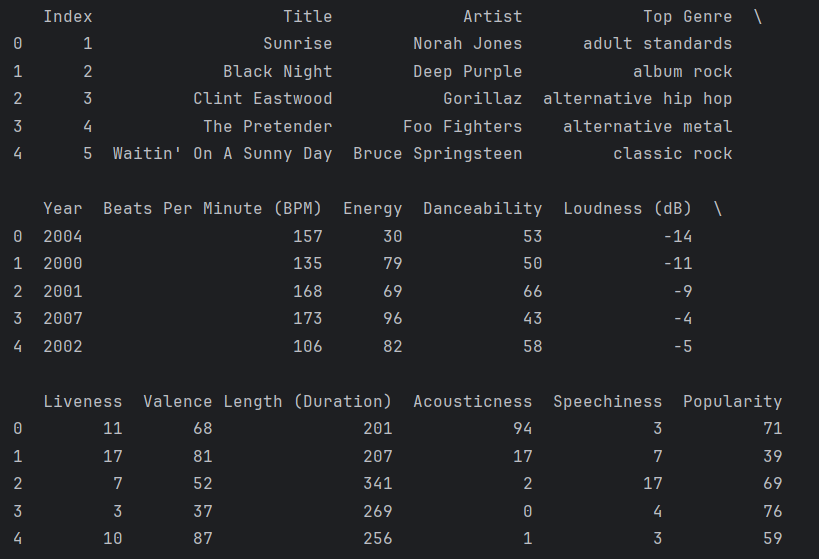 Index Title Artist Top Genre \
0 1 Sunrise Norah Jones adult standards
1 2 Black Night Deep Purple album rock
2 3 Clint Eastwood Gorillaz alternative hip hop
3 4 The Pretender Foo Fighters alternative metal
4 5 Waitin' On A Sunny Day Bruce Springsteen classic rock
Year Beats Per Minute (BPM) Energy Danceability Loudness (dB) \
0 2004 157 30 53 -14
1 2000 135 79 50 -11
2 2001 168 69 66 -9
3 2007 173 96 43 -4
4 2002 106 82 58 -5
Liveness Valence Length (Duration) Acousticness Speechiness Popularity
0 11 68 201 94 3 71
1 17 81 207 17 7 39
2 7 52 341 2 17 69
3 3 37 269 0 4 76
4 10 87 256 1 3 59